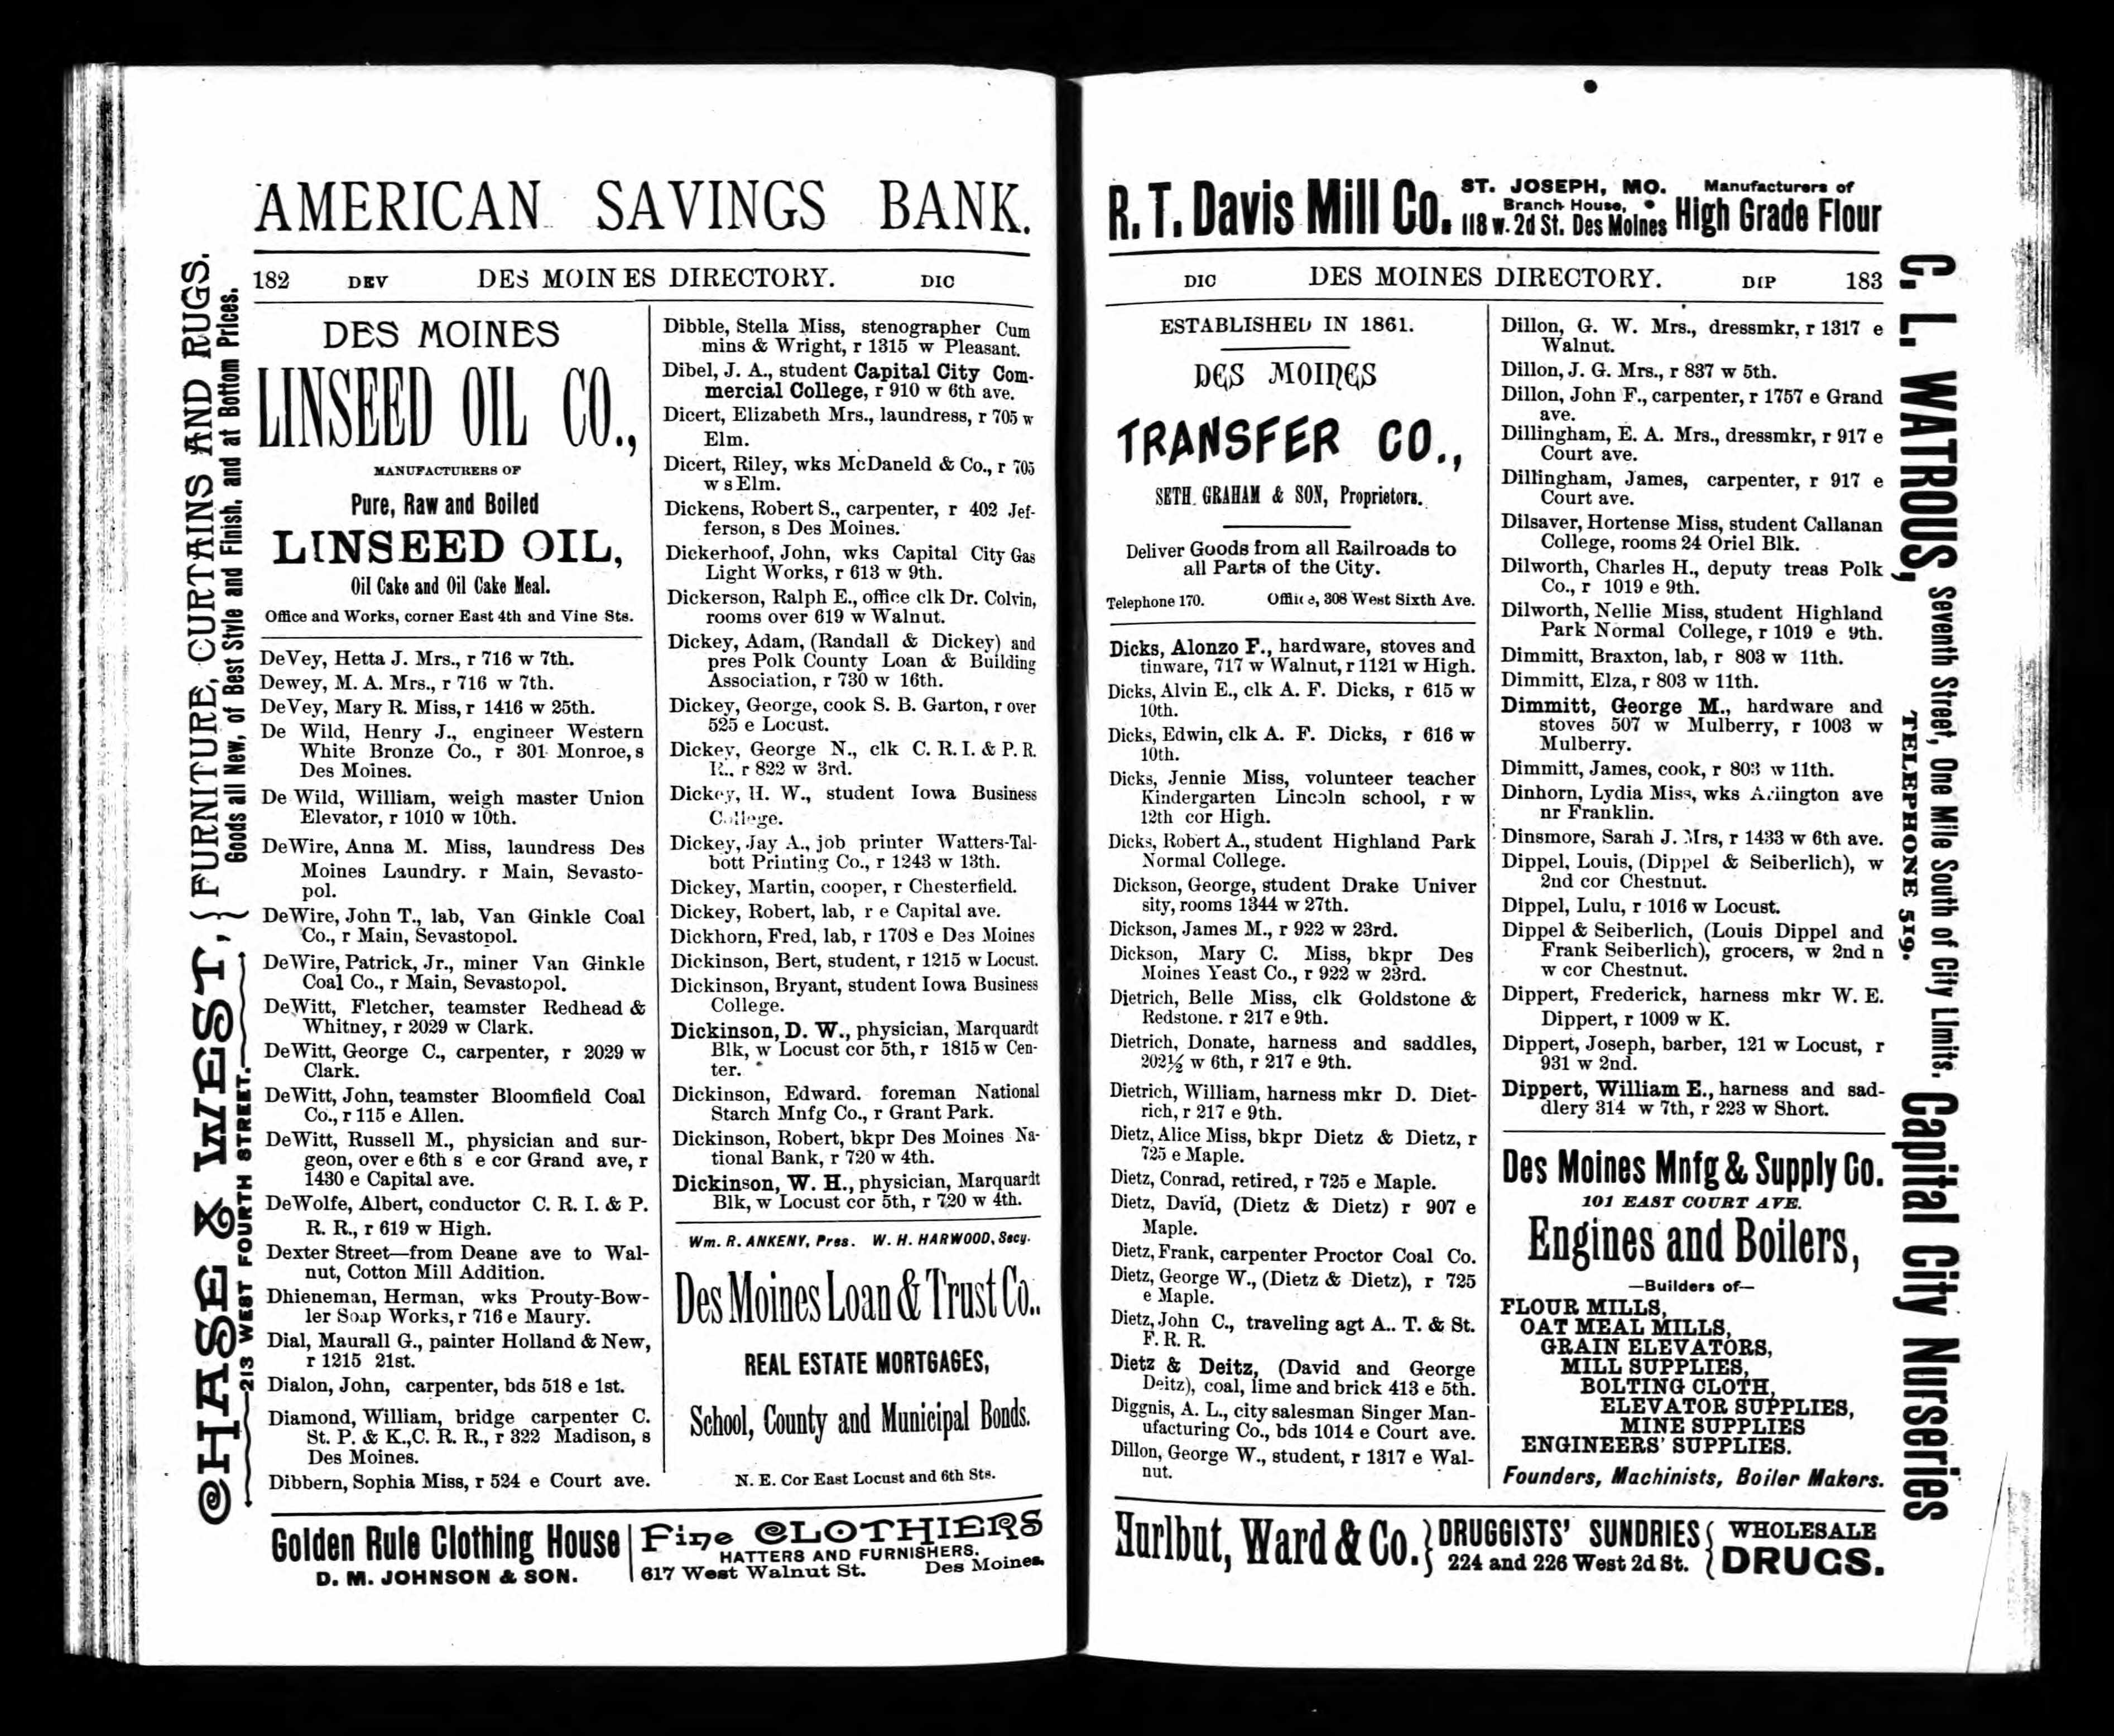 AMERICAN SAVINGS BANK.
182 DEV DES MOINES DIRECTORY. DIC
CHASE & WEST, { FURNITURE, CURTAINS AND RUGS.
Goods all New, of Best Style and Finish, and at Bottom Prices.
213 WEST FOURTH STREET.
DES MOINES
LINSEED OIL CO.,
MANUFACTURERS OF
Pure, Raw and Boiled
LINSEED OIL,
Oil Cake and Oil Cake Meal.
Office and Works, corner East 4th and Vine Sts.
DeVey, Hetta J. Mrs., r 716 w 7th.
Dewey, M. A. Mrs., r 716 w 7th.
DeVey, Mary R. Miss, r 1416 w 25th.
De Wild, Henry J., engineer Western
White Bronze Co., r 301 Monroe, s
Des Moines.
De Wild, William, weigh master Union
Elevator, r 1010 w 10th.
DeWire, Anna M. Miss, laundress Des
Moines Laundry. r Main, Sevasto-
pol.
DeWire, John T., lab, Van Ginkle Coal
Co., r Main, Sevastopol.
DeWire, Patrick, Jr., miner Van Ginkle
Coal Co., r Main, Sevastopol.
DeWitt, Fletcher, teamster Redhead &
Whitney, r 2029 w Clark.
DeWitt, George C., carpenter, r 2029 w
Clark.
DeWitt, John, teamster Bloomfield Coal
Co., r 115 e Allen.
DeWitt, Russell M., physician and sur-
geon, over e 6th s e cor Grand ave, r
1430 e Capital ave.
DeWolfe, Albert, conductor C. R. I. & P.
R. R., r 619 w High.
Dexter Street—from Deane ave to Wal-
nut, Cotton Mill Addition.
Dhieneman, Herman, wks Prouty-Bow-
ler Soap Works, r 716 e Maury.
Dial, Maurall G., painter Holland & New,
r 1215 21st.
Dialon, John, carpenter, bds 518 e 1st.
Diamond, William, bridge carpenter C.
St. P. & K.,C. R. R., r 322 Madison, s
Des Moines.
Dibbern, Sophia Miss, r 524 e Court ave.
Dibble, Stella Miss, stenographer Cum
mins & Wright, r 1315 w Pleasant.
Dibel, J. A., student Capital City Com-
mercial College, r 910 w 6th ave.
Dicert, Elizabeth Mrs., laundress, r 705 w
Elm.
Dicert, Riley, wks McDaneld & Co., r 705
w s Elm.
Dickens, Robert S., carpenter, r 402 Jef-
ferson, s Des Moines.
Dickerhoof, John, wks Capital City Gas
Light Works, r 613 w 9th.
Dickerson, Ralph E., office clk Dr. Colvin,
rooms over 619 w Walnut.
Dickey, Adam, (Randall & Dickey) and
pres Polk County Loan & Building
Association, r 730 w 16th.
Dickey, George, cook S. B. Garton, r over
525 e Locust.
Dickey, George N., clk C. R. I. & P. R.
R., r 822 w 3rd.
Dickey, H. W., student Iowa Business
College.
Dickey, Jay A., job printer Watters-Tal-
bott Printing Co., r 1243 w 13th.
Dickey, Martin, cooper, r Chesterfield.
Dickey, Robert, lab, r e Capital ave.
Dickhorn, Fred, lab, r 1708 e Des Moines
Dickinson, Bert, student, r 1215 w Locust.
Dickinson, Bryant, student Iowa Business
College.
Dickinson, D. W., physician, Marquardt
Blk, w Locust cor 5th, r 1815 w Cen-
ter.
Dickinson, Edward. foreman National
Starch Mnfg Co., r Grant Park.
Dickinson, Robert, bkpr Des Moines Na-
tional Bank, r 720 w 4th.
Dickinson, W. H., physician, Marquardt
Blk, w Locust cor 5th, r 720 w 4th.
Wm. R. ANKENY, Pres. W. H. HARWOOD, Secy.
Des Moines Loan & Trust Co..
REAL ESTATE MORTGAGES,
School, County and Municipal Bonds.
N. E. Cor East Locust and 6th Sts.
Golden Rule Clothing House
D. M. JOHNSON & SON.
Fine CLOTHIERS
HATTERS AND FURNISHERS.
617 West Walnut St. Des Moines.
R. T. Davis Mill Co. ST. JOSEPH, MO.
Branch House,
118 w. 2d St. Des Moines
Manufacturers of
High Grade Flour
DIC DES MOINES DIRECTORY. DIP 183
ESTABLISHED IN 1861.
DES MOINES
TRANSFER CO.,
SETH GRAHAM & SON, Proprietors.
Deliver Goods from all Railroads to
all Parts of the City.
Telephone 170. Office, 308 West Sixth Ave.
Dicks, Alonzo F., hardware, stoves and
tinware, 717 w Walnut, r 1121 w High.
Dicks, Alvin E., clk A. F. Dicks, r 615 w
10th.
Dicks, Edwin, clk A. F. Dicks, r 616 w
10th.
Dicks, Jennie Miss, volunteer teacher
Kindergarten Lincoln school, r w
12th cor High.
Dicks, Robert A., student Highland Park
Normal College.
Dickson, George, student Drake Univer
sity, rooms 1344 w 27th.
Dickson, James M., r 922 w 23rd.
Dickson, Mary C. Miss, bkpr Des
Moines Yeast Co., r 922 w 23rd.
Dietrich, Belle Miss, clk Goldstone &
Redstone. r 217 e 9th.
Dietrich, Donate, harness and saddles,
202½ w 6th, r 217 e 9th.
Dietrich, William, harness mkr D. Diet-
rich, r 217 e 9th.
Dietz, Alice Miss, bkpr Dietz & Dietz, r
725 e Maple.
Dietz, Conrad, retired, r 725 e Maple.
Dietz, David, (Dietz & Dietz) r 907 e
Maple.
Dietz, Frank, carpenter Proctor Coal Co.
Dietz, George W., (Dietz & Dietz), r 725
e Maple.
Dietz, John C., traveling agt A.. T. & St.
F. R. R.
Dietz & Deitz, (David and George
Deitz), coal, lime and brick 413 e 5th.
Diggnis, A. L., city salesman Singer Man-
ufacturing Co., bds 1014 e Court ave.
Dillon, George W., student, r 1317 e Wal-
nut.
Dillon, G. W. Mrs., dressmkr, r 1317 e
Walnut.
Dillon, J. G. Mrs., r 837 w 5th.
Dillon, John F., carpenter, r 1757 e Grand
ave.
Dillingham, E. A. Mrs., dressmkr, r 917 e
Court ave.
Dillingham, James, carpenter, r 917 e
Court ave.
Dilsaver, Hortense Miss, student Callanan
College, rooms 24 Oriel Blk.
Dilworth, Charles H., deputy treas Polk
Co., r 1019 e 9th.
Dilworth, Nellie Miss, student Highland
Park Normal College, r 1019 e 9th.
Dimmitt, Braxton, lab, r 803 w 11th.
Dimmitt, Elza, r 803 w 11th.
Dimmitt, George M., hardware and
stoves 507 w Mulberry, r 1003 w
Mulberry.
Dimmitt, James, cook, r 803 w 11th.
Dinhorn, Lydia Miss, wks Arlington ave
nr Franklin.
Dinsmore, Sarah J. Mrs, r 1433 w 6th ave.
Dippel, Louis, (Dippel & Seiberlich), w
2nd cor Chestnut.
Dippel, Lulu, r 1016 w Locust.
Dippel & Seiberlich, (Louis Dippel and
Frank Seiberlich), grocers, w 2nd n
w cor Chestnut.
Dippert, Frederick, harness mkr W. E.
Dippert, r 1009 w K.
Dippert, Joseph, barber, 121 w Locust, r
931 w 2nd.
Dippert, William E., harness and sad-
dlery 314 w 7th, r 223 w Short.
Des Moines Mnfg & Supply Co.
101 EAST COURT AVE.
Engines and Boilers,
—Builders of—
FLOUR MILLS,
OAT MEAL MILLS,
GRAIN ELEVATORS,
MILL SUPPLIES,
BOLTING CLOTH,
ELEVATOR SUPPLIES,
MINE SUPPLIES
ENGINEERS' SUPPLIES.
Founders, Machinists, Boiler Makers.
C. L. WATROUS, Seventh Street, One Mile South of City Limits. Capital City Nurseries
TELEPHONE 519.
Hurlbut, Ward & Co. } DRUGGISTS' SUNDRIES { WHOLESALE
224 and 226 West 2d St. DRUGS.